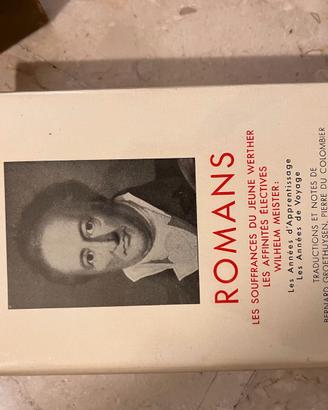 ROMANS
LES SOUFFRANCES DU JEUNE WERTHER
LES AFFINITÉS ÉLECTIVES
WILHELM MEISTER :
Les Années d'Apprentissage
Les Années de Voyage
TRADUCTIONS ET NOTES DE
BERNARD GROETHUYSEN, PIERRE DU COLOMBIER